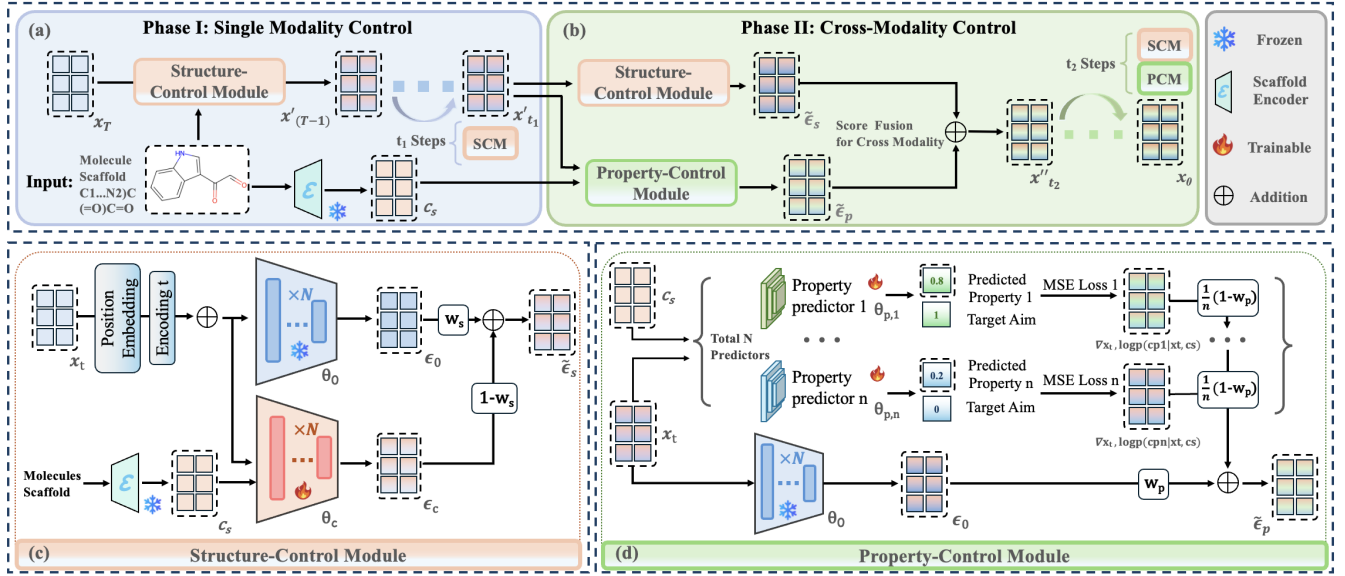 (a)
Phase I: Single Modality Control
x_T
Structure-
Control Module
x'_(T−1)
x'_t₁
t₁ Steps
SCM
Input:
Molecule
Scaffold
C1...N2)C
(=O)C=O
HN
O
O
ℰ
c_s
(b)
Phase II: Cross-Modality Control
Structure-
Control Module
ε̃_s
Property-Control
Module
ε̃_p
Score Fusion
for Cross Modality
x''_t₂
t₂ Steps
SCM
PCM
x_0
Frozen
ℰ
Scaffold
Encoder
Trainable
Addition
x_t
Position
Embedding
Encoding t
×N
...
θ_0
ϵ_0
w_s
ε̃_s
1-w_s
Molecules
Scaffold
ℰ
c_s
×N
...
θ_c
ϵ_c
(c)
Structure-Control Module
c_s
Total N
Predictors
x_t
Property
predictor 1
θ_p,1
0.8
1
Predicted
Property 1
Target Aim
MSE Loss 1
∇x_t, logp(cp1|xt, cs)
1/n (1-w_p)
Property
predictor n
θ_p,n
0.2
0
Predicted
Property n
Target Aim
MSE Loss n
∇x_t, logp(cpn|xt, cs)
1/n (1-w_p)
×N
...
θ_0
ϵ_0
w_p
ε̃_p
(d)
Property-Control Module